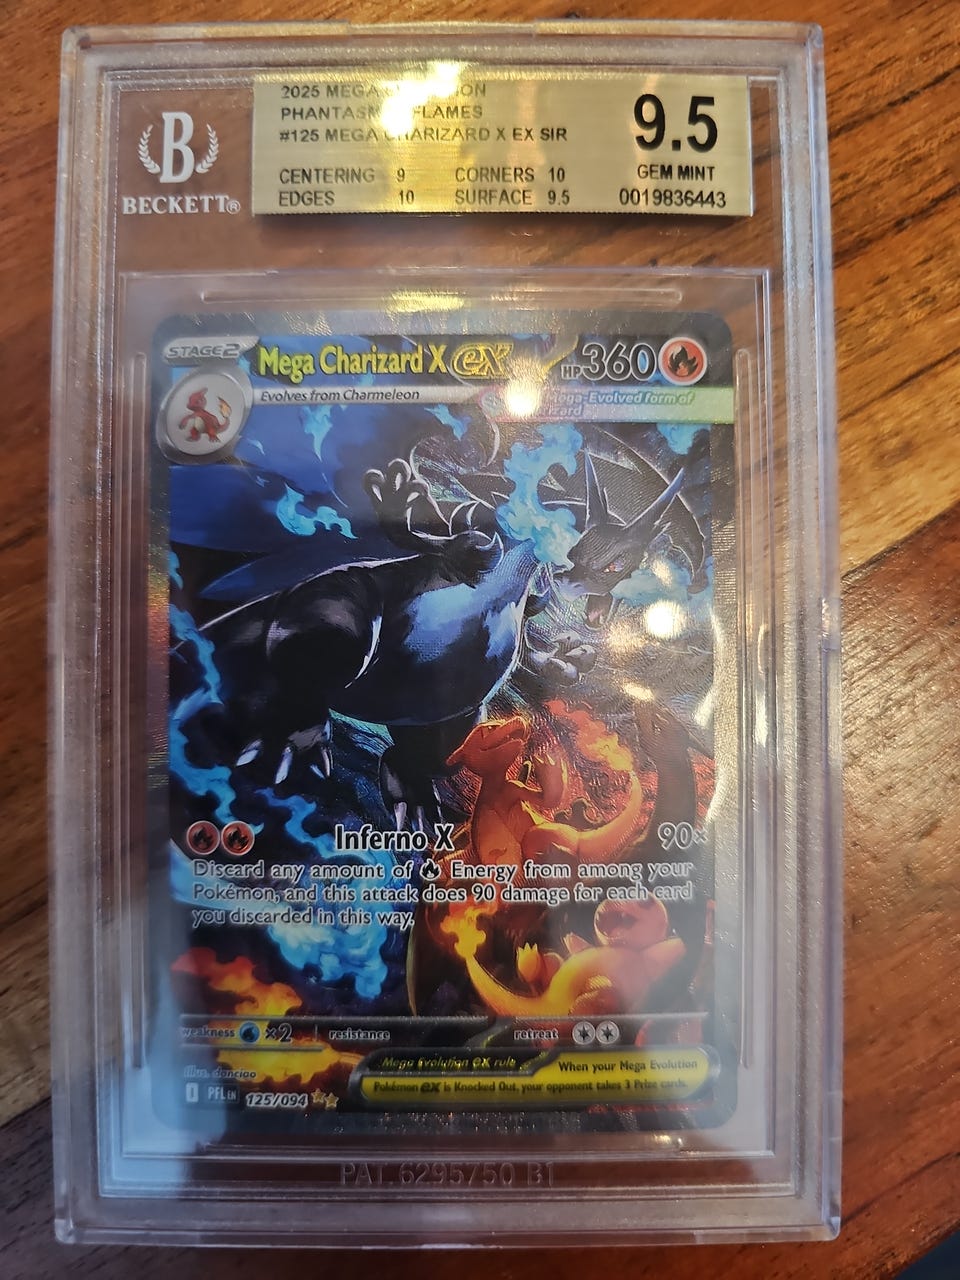 2025 MEGA
PHANTASM FLAMES
#125 MEGA CHARIZARD X EX SIR
9.5
GEM MINT
CENTERING 9 CORNERS 10
EDGES 10 SURFACE 9.5
0019836443
B
BECKETT®
STAGE2
Mega Charizard X ex
HP 360
Evolves from Charmeleon
Mega-Evolved form of
Inferno X 90×
Discard any amount of Energy from among your
Pokémon, and this attack does 90 damage for each card
you discarded in this way.
weakness ×2 resistance retreat
Mega Evolution ex rule
When your Mega Evolution
Pokémon ex is Knocked Out, your opponent takes 3 Prize cards.
Illus. danciao
I PFL EN 125/094
PAT.6295750 B1